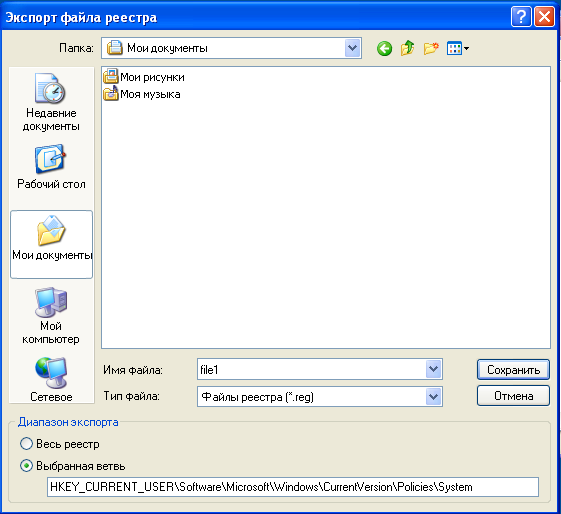 Экспорт файла реестра
Папка: Мои документы
Мои рисунки
Моя музыка
Недавние
документы
Рабочий стол
Мои документы
Мой
компьютер
Сетевое
Имя файла: file1 Сохранить
Тип файла: Файлы реестра (*.reg) Отмена
Диапазон экспорта
Весь реестр
Выбранная ветвь
HKEY_CURRENT_USER\Software\Microsoft\Windows\CurrentVersion\Policies\System